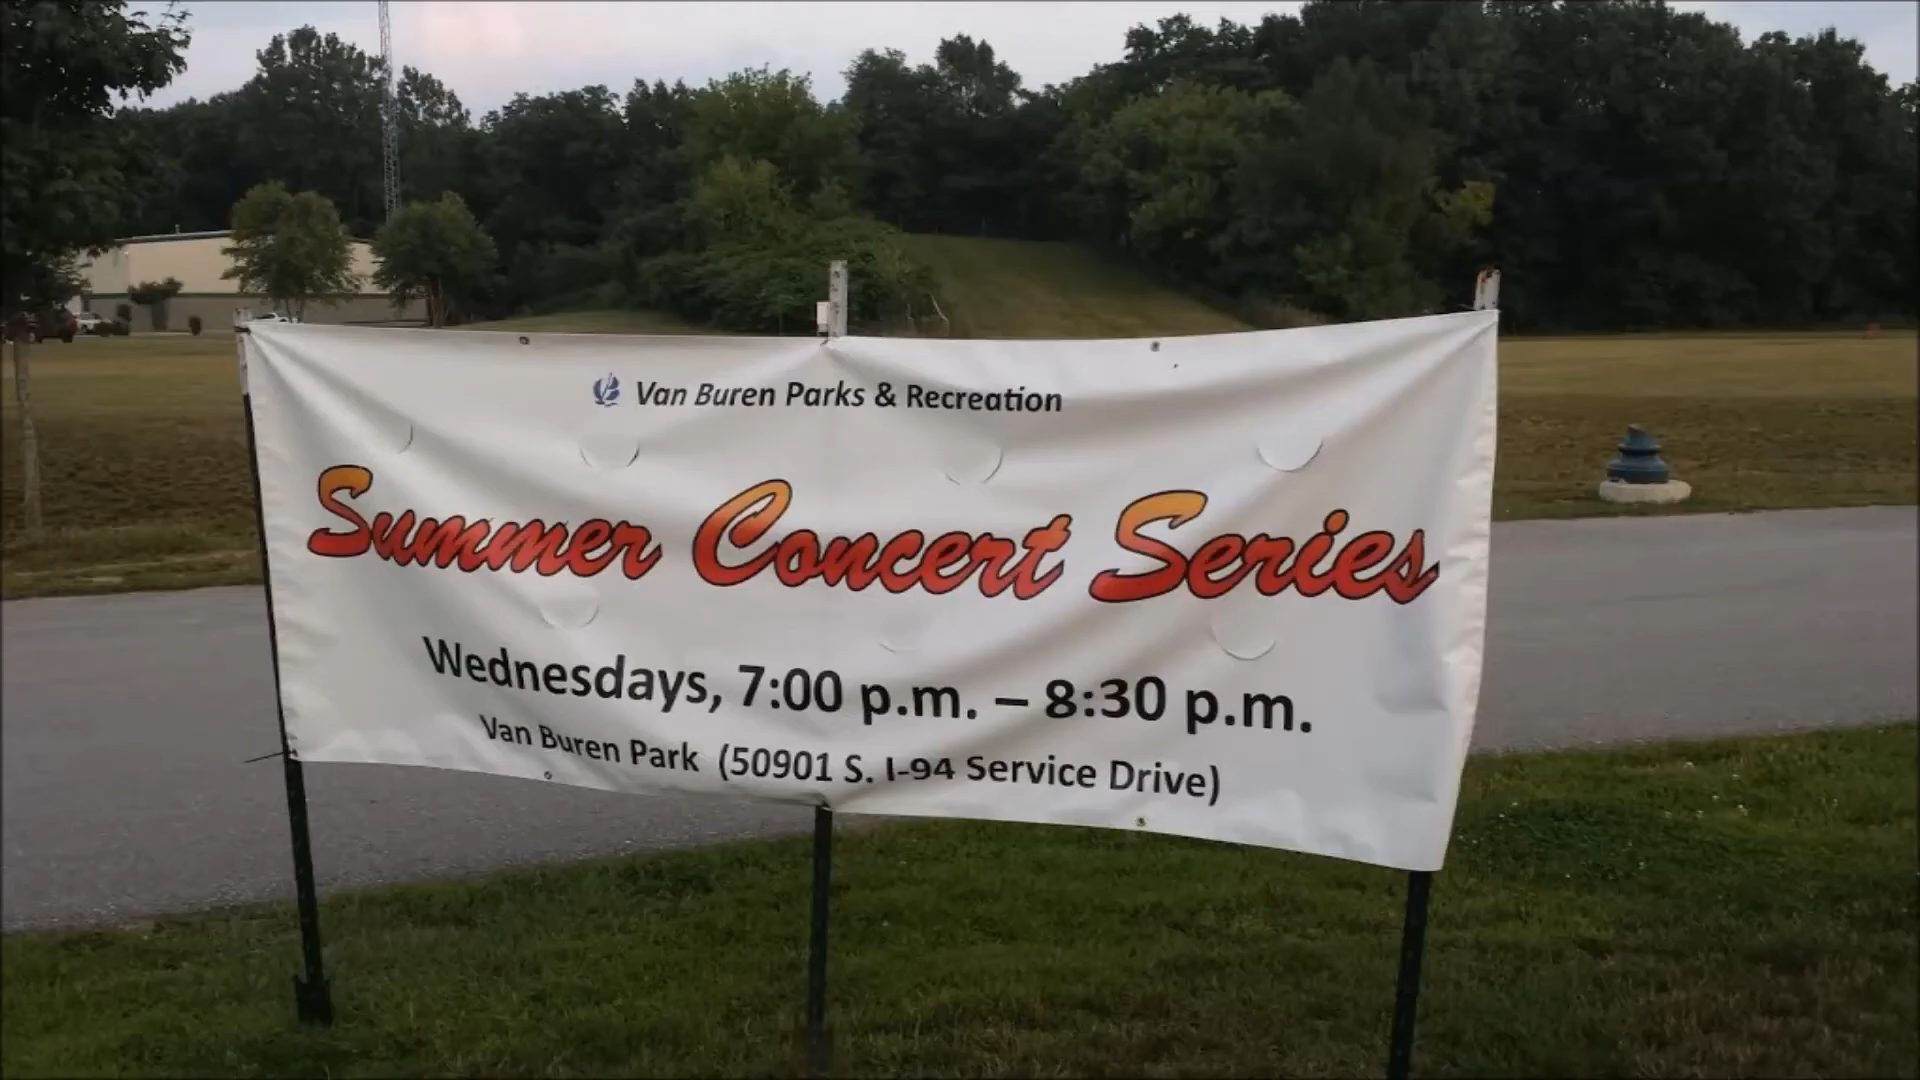 Van Buren Parks & Recreation
Summer Concert Series
Wednesdays, 7:00 p.m. – 8:30 p.m.
Van Buren Park (50901 S. I-94 Service Drive)